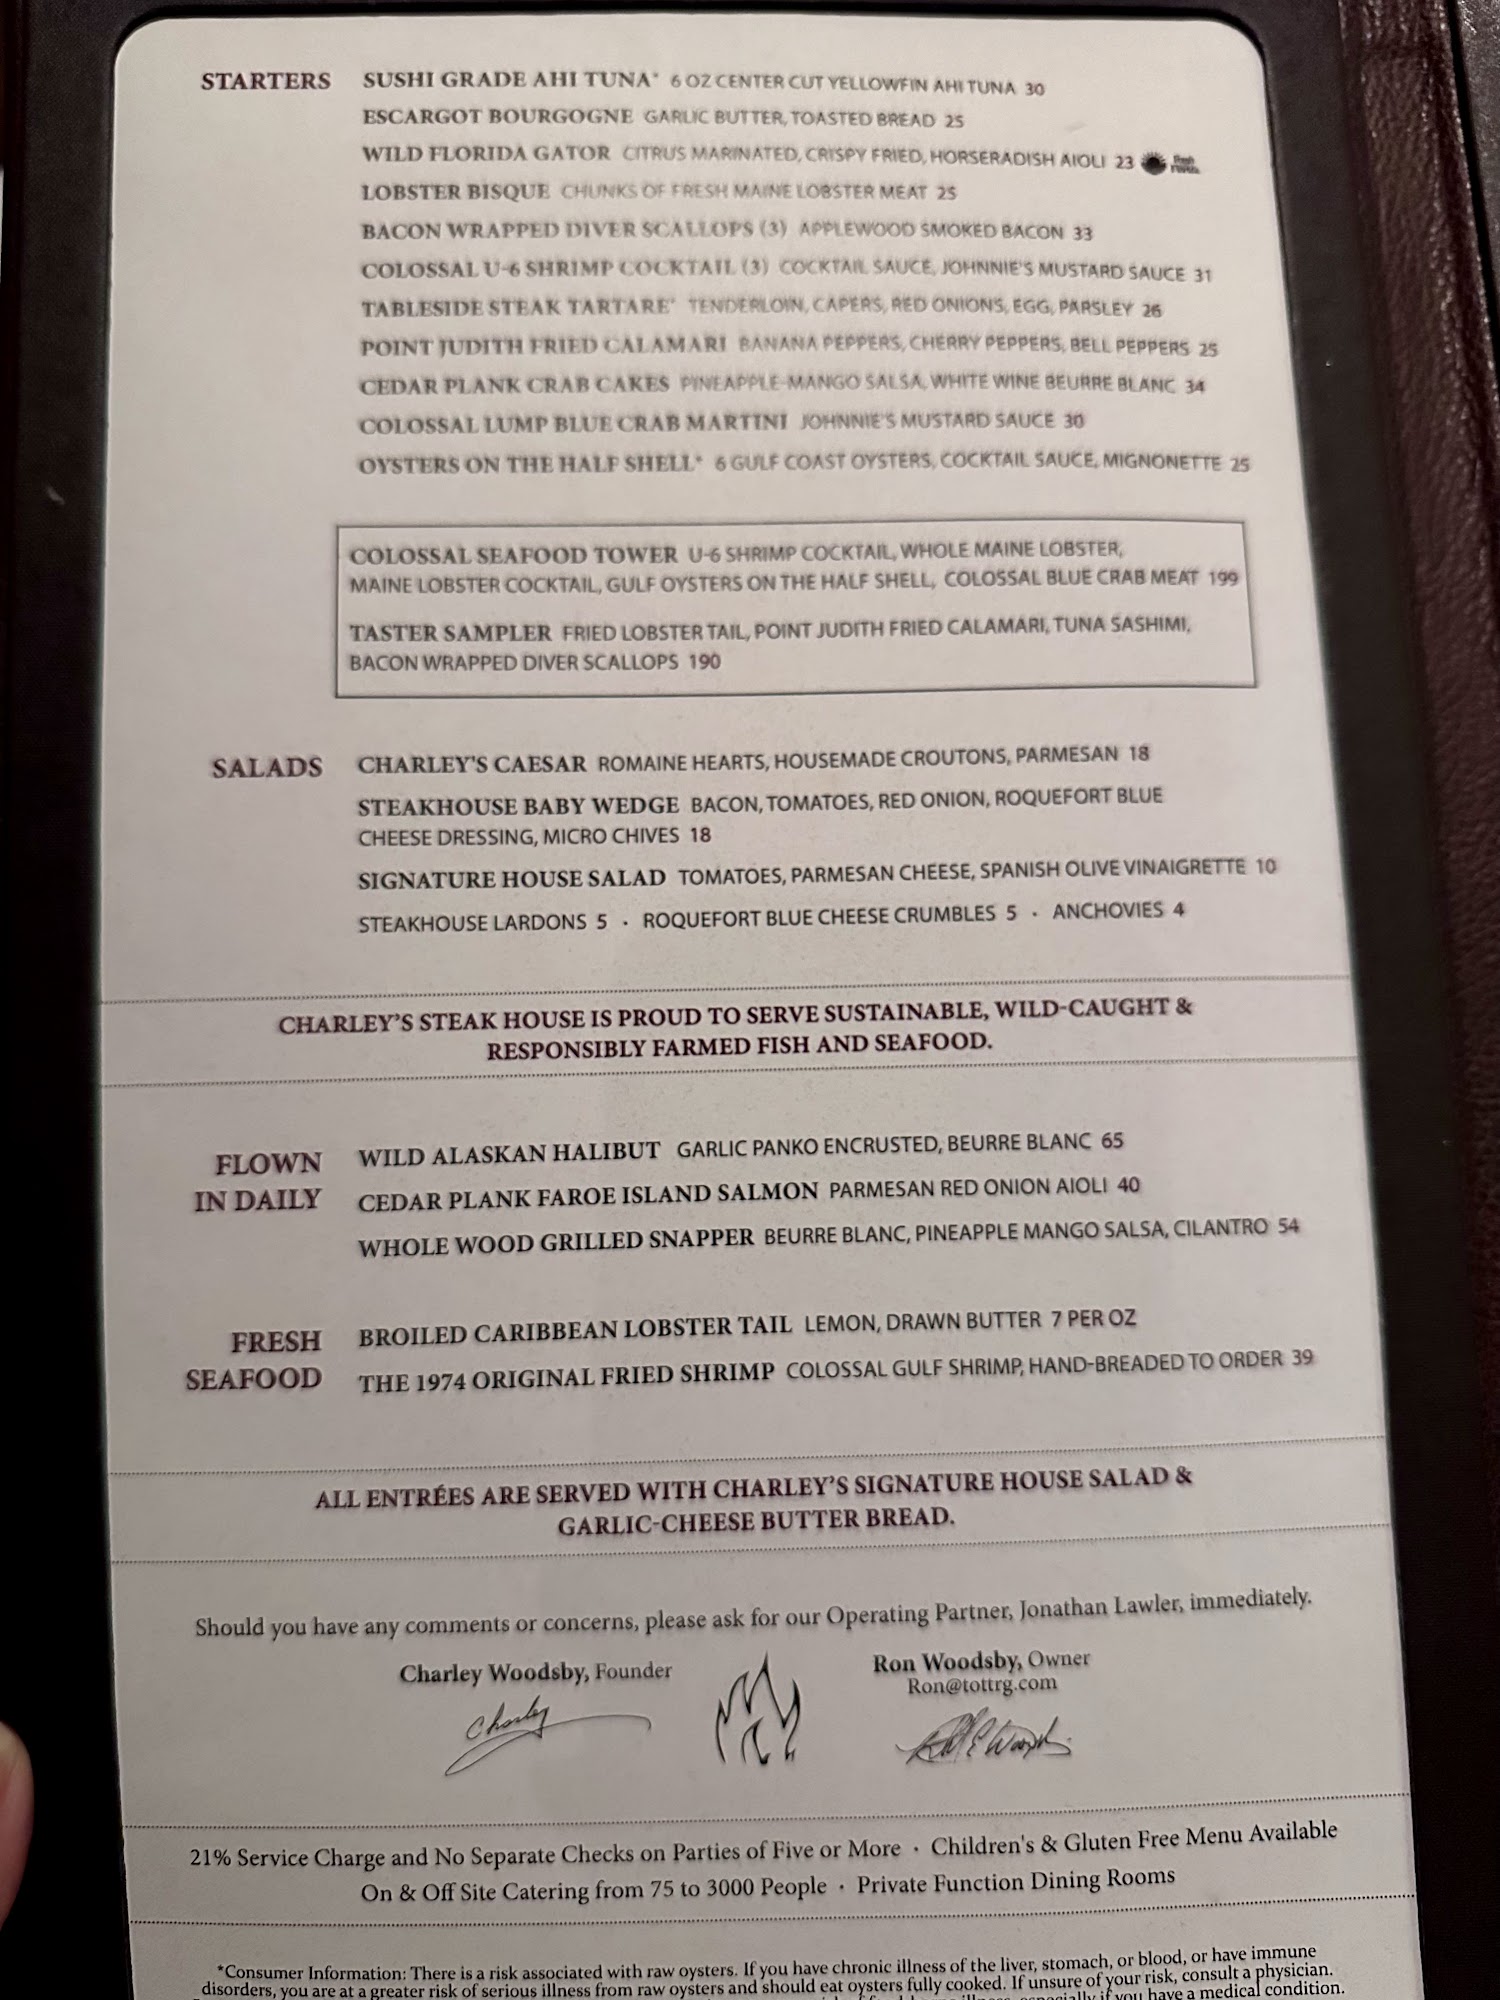 STARTERS
SUSHI GRADE AHI TUNA* 6 OZ CENTER CUT YELLOWFIN AHI TUNA 30
ESCARGOT BOURGOGNE GARLIC BUTTER, TOASTED BREAD 25
WILD FLORIDA GATOR CITRUS MARINATED, CRISPY FRIED, HORSERADISH AIOLI 23
LOBSTER BISQUE CHUNKS OF FRESH MAINE LOBSTER MEAT 25
BACON WRAPPED DIVER SCALLOPS (3) APPLEWOOD SMOKED BACON 33
COLOSSAL U-6 SHRIMP COCKTAIL (3) COCKTAIL SAUCE, JOHNNIE'S MUSTARD SAUCE 31
TABLESIDE STEAK TARTARE* TENDERLOIN, CAPERS, RED ONIONS, EGG, PARSLEY 26
POINT JUDITH FRIED CALAMARI BANANA PEPPERS, CHERRY PEPPERS, BELL PEPPERS 25
CEDAR PLANK CRAB CAKES PINEAPPLE-MANGO SALSA, WHITE WINE BEURRE BLANC 34
COLOSSAL LUMP BLUE CRAB MARTINI JOHNNIE'S MUSTARD SAUCE 30
OYSTERS ON THE HALF SHELL* 6 GULF COAST OYSTERS, COCKTAIL SAUCE, MIGNONETTE 25
COLOSSAL SEAFOOD TOWER U-6 SHRIMP COCKTAIL, WHOLE MAINE LOBSTER,
MAINE LOBSTER COCKTAIL, GULF OYSTERS ON THE HALF SHELL, COLOSSAL BLUE CRAB MEAT 199
TASTER SAMPLER FRIED LOBSTER TAIL, POINT JUDITH FRIED CALAMARI, TUNA SASHIMI,
BACON WRAPPED DIVER SCALLOPS 190
SALADS
CHARLEY'S CAESAR ROMAINE HEARTS, HOUSEMADE CROUTONS, PARMESAN 18
STEAKHOUSE BABY WEDGE BACON, TOMATOES, RED ONION, ROQUEFORT BLUE
CHEESE DRESSING, MICRO CHIVES 18
SIGNATURE HOUSE SALAD TOMATOES, PARMESAN CHEESE, SPANISH OLIVE VINAIGRETTE 10
STEAKHOUSE LARDONS 5 · ROQUEFORT BLUE CHEESE CRUMBLES 5 · ANCHOVIES 4
CHARLEY'S STEAK HOUSE IS PROUD TO SERVE SUSTAINABLE, WILD-CAUGHT &
RESPONSIBLY FARMED FISH AND SEAFOOD.
FLOWN
IN DAILY
WILD ALASKAN HALIBUT GARLIC PANKO ENCRUSTED, BEURRE BLANC 65
CEDAR PLANK FAROE ISLAND SALMON PARMESAN RED ONION AIOLI 40
WHOLE WOOD GRILLED SNAPPER BEURRE BLANC, PINEAPPLE MANGO SALSA, CILANTRO 54
FRESH
SEAFOOD
BROILED CARIBBEAN LOBSTER TAIL LEMON, DRAWN BUTTER 7 PER OZ
THE 1974 ORIGINAL FRIED SHRIMP COLOSSAL GULF SHRIMP, HAND-BREADED TO ORDER 39
ALL ENTRÉES ARE SERVED WITH CHARLEY'S SIGNATURE HOUSE SALAD &
GARLIC-CHEESE BUTTER BREAD.
Should you have any comments or concerns, please ask for our Operating Partner, Jonathan Lawler, immediately.
Charley Woodsby, Founder
Charley
Ron Woodsby, Owner
Ron@tottrg.com
21% Service Charge and No Separate Checks on Parties of Five or More · Children's & Gluten Free Menu Available
On & Off Site Catering from 75 to 3000 People · Private Function Dining Rooms
*Consumer Information: There is a risk associated with raw oysters. If you have chronic illness of the liver, stomach, or blood, or have immune
disorders, you are at a greater risk of serious illness from raw oysters and should eat oysters fully cooked. If unsure of your risk, consult a physician.
especially if you have a medical condition.